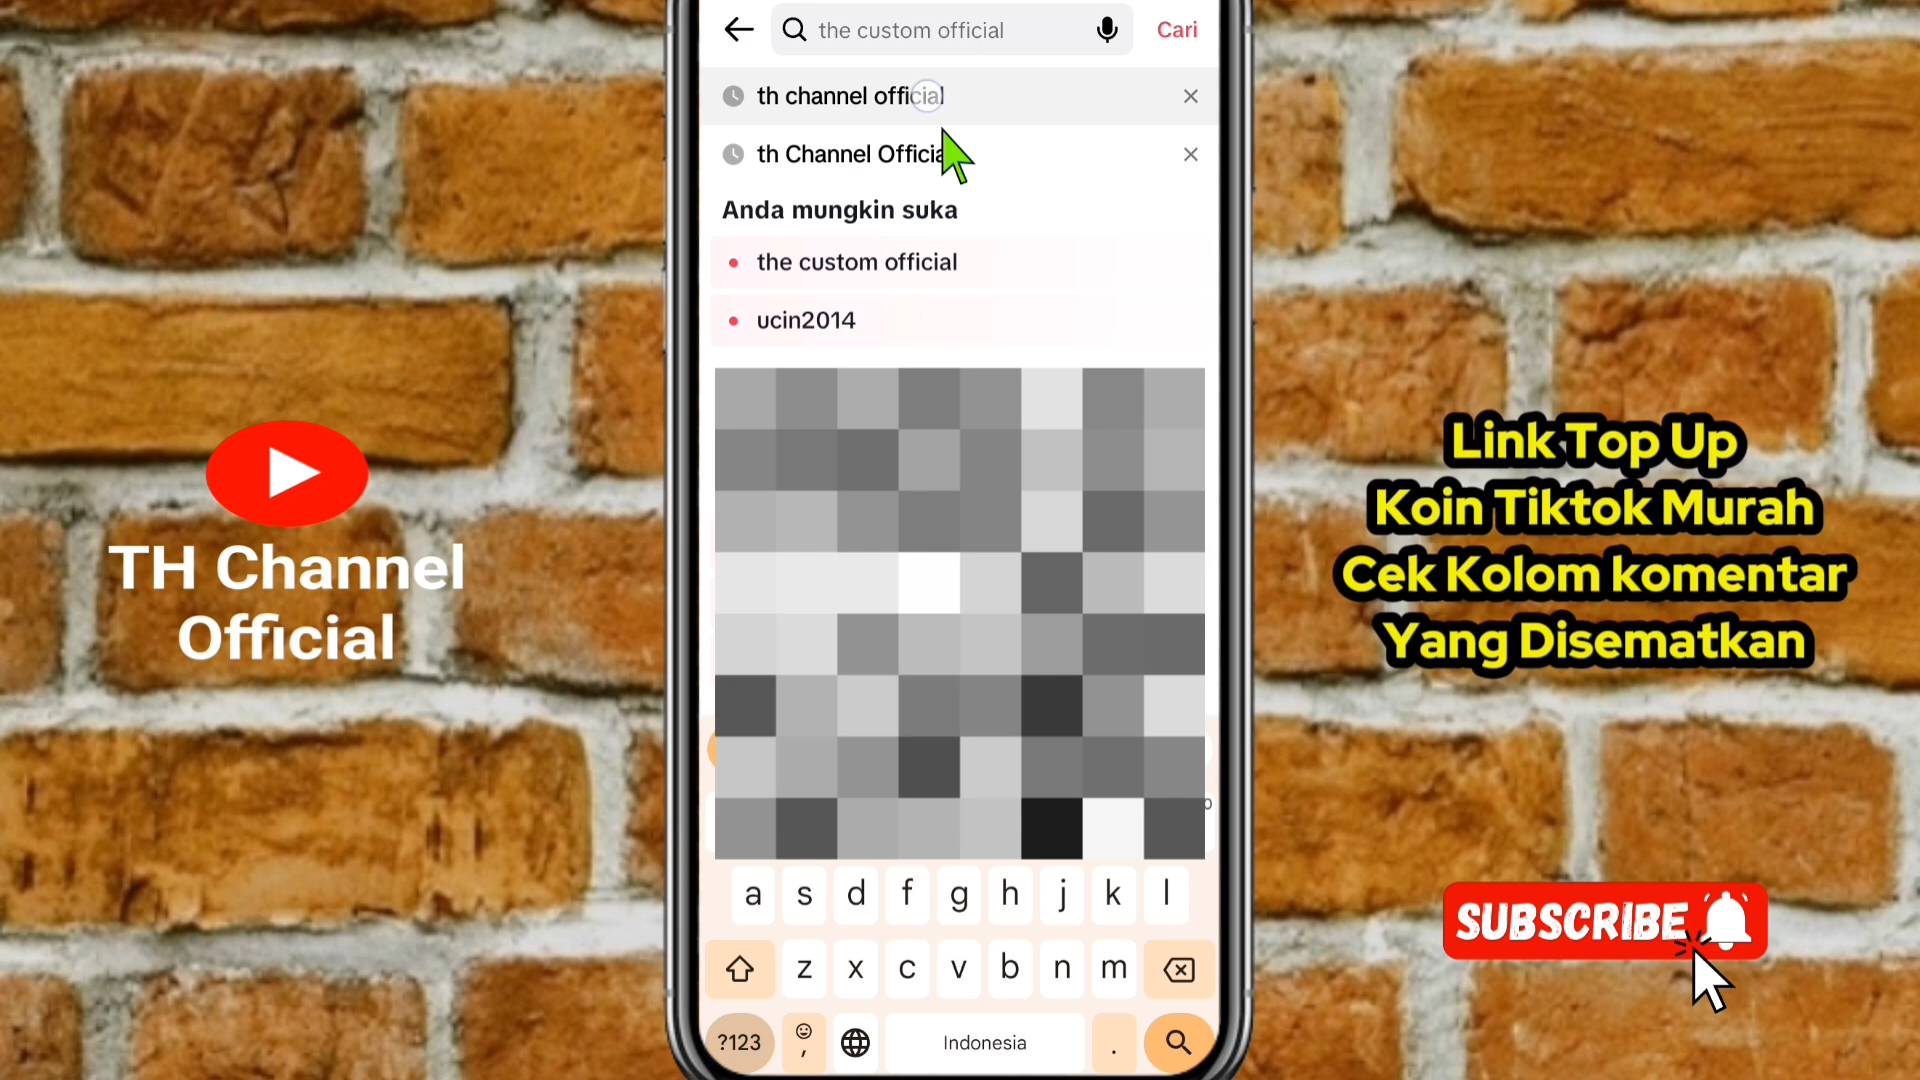 the custom official
Cari
th channel official
th Channel Official
Anda mungkin suka
the custom official
ucin2014
TH Channel
Official
Link Top Up
Koin Tiktok Murah
Cek Kolom komentar
Yang Disematkan
a s d f g h j k l
z x c v b n m
?123 , Indonesia .
SUBSCRIBE